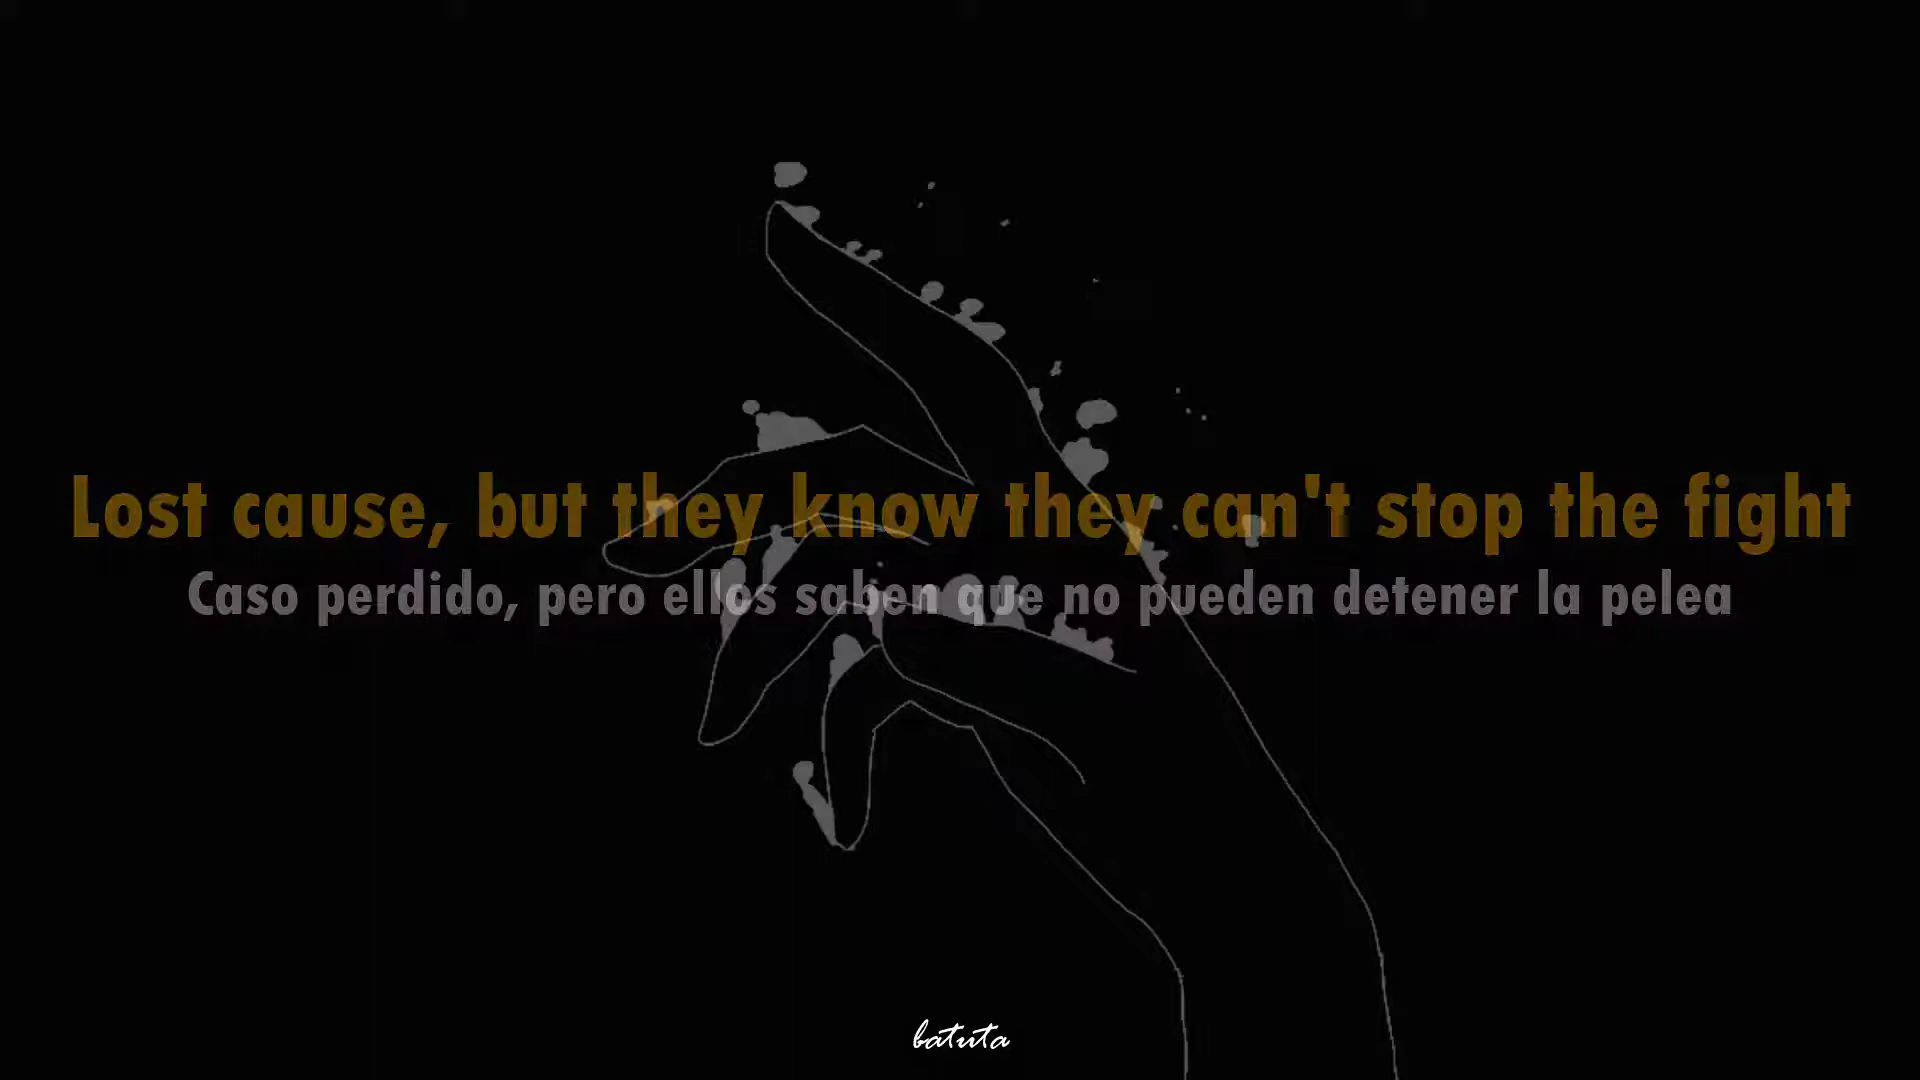 Lost cause, but they know they can't stop the fight
Caso perdido, pero ellos saben que no pueden detener la pelea
batuta